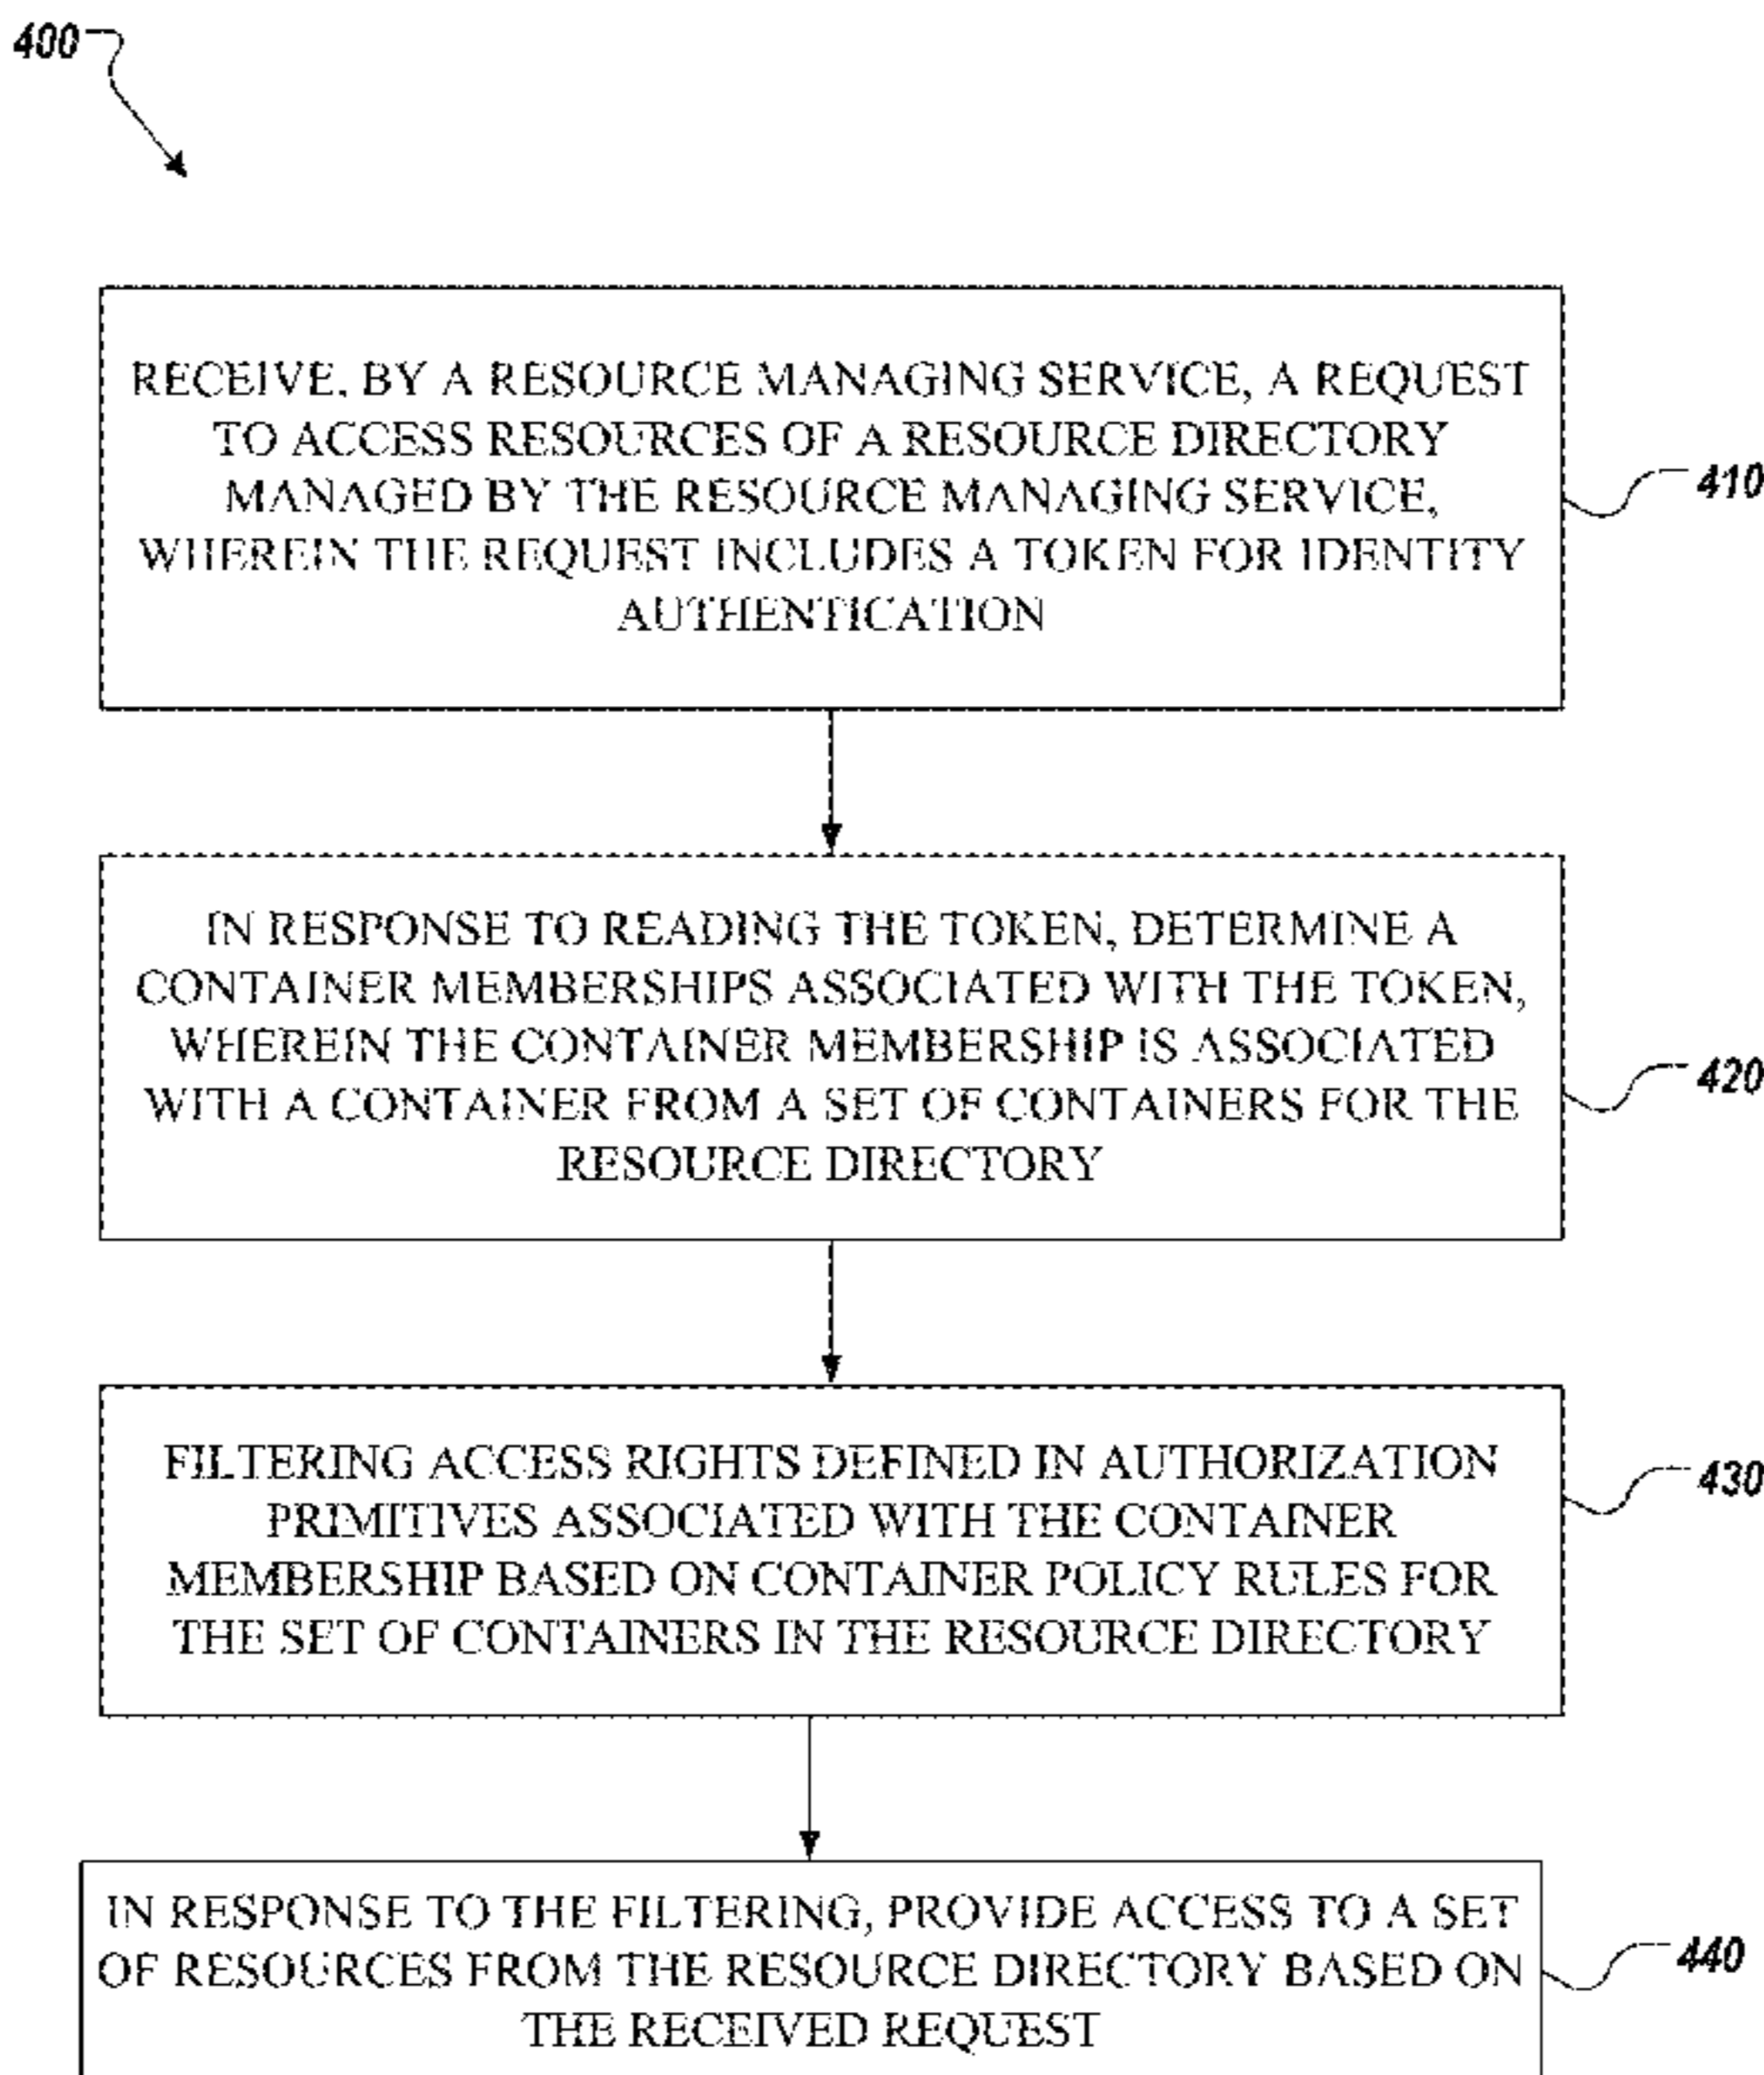 400
RECEIVE, BY A RESOURCE MANAGING SERVICE, A REQUEST
TO ACCESS RESOURCES OF A RESOURCE DIRECTORY
MANAGED BY THE RESOURCE MANAGING SERVICE,
WHEREIN THE REQUEST INCLUDES A TOKEN FOR IDENTITY
AUTHENTICATION
410
IN RESPONSE TO READING THE TOKEN, DETERMINE A
CONTAINER MEMBERSHIPS ASSOCIATED WITH THE TOKEN,
WHEREIN THE CONTAINER MEMBERSHIP IS ASSOCIATED
WITH A CONTAINER FROM A SET OF CONTAINERS FOR THE
RESOURCE DIRECTORY
420
FILTERING ACCESS RIGHTS DEFINED IN AUTHORIZATION
PRIMITIVES ASSOCIATED WITH THE CONTAINER
MEMBERSHIP BASED ON CONTAINER POLICY RULES FOR
THE SET OF CONTAINERS IN THE RESOURCE DIRECTORY
430
IN RESPONSE TO THE FILTERING, PROVIDE ACCESS TO A SET
OF RESOURCES FROM THE RESOURCE DIRECTORY BASED ON
THE RECEIVED REQUEST
440